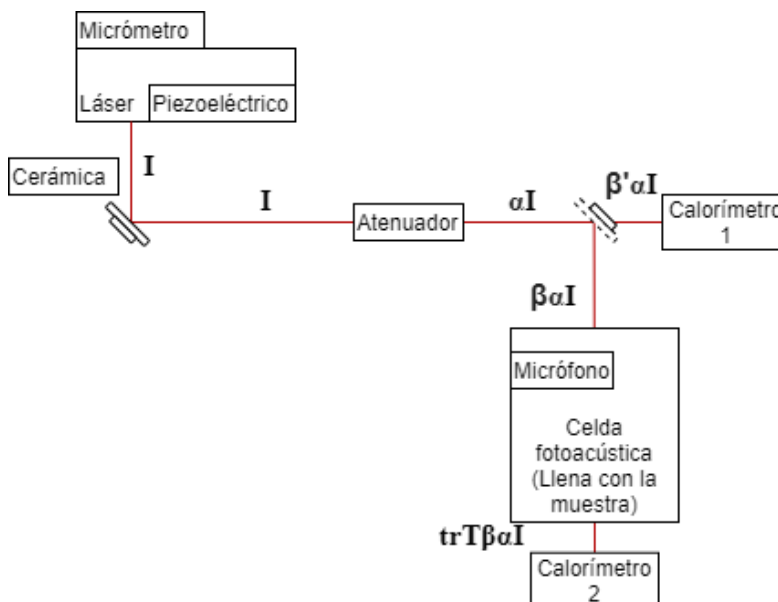 Micrómetro
Láser
Piezoeléctrico
Cerámica
I
I
Atenuador
αI
β'αI
Calorímetro
1
βαI
Micrófono
Celda
fotoacústica
(Llena con la
muestra)
trTβαI
Calorímetro
2